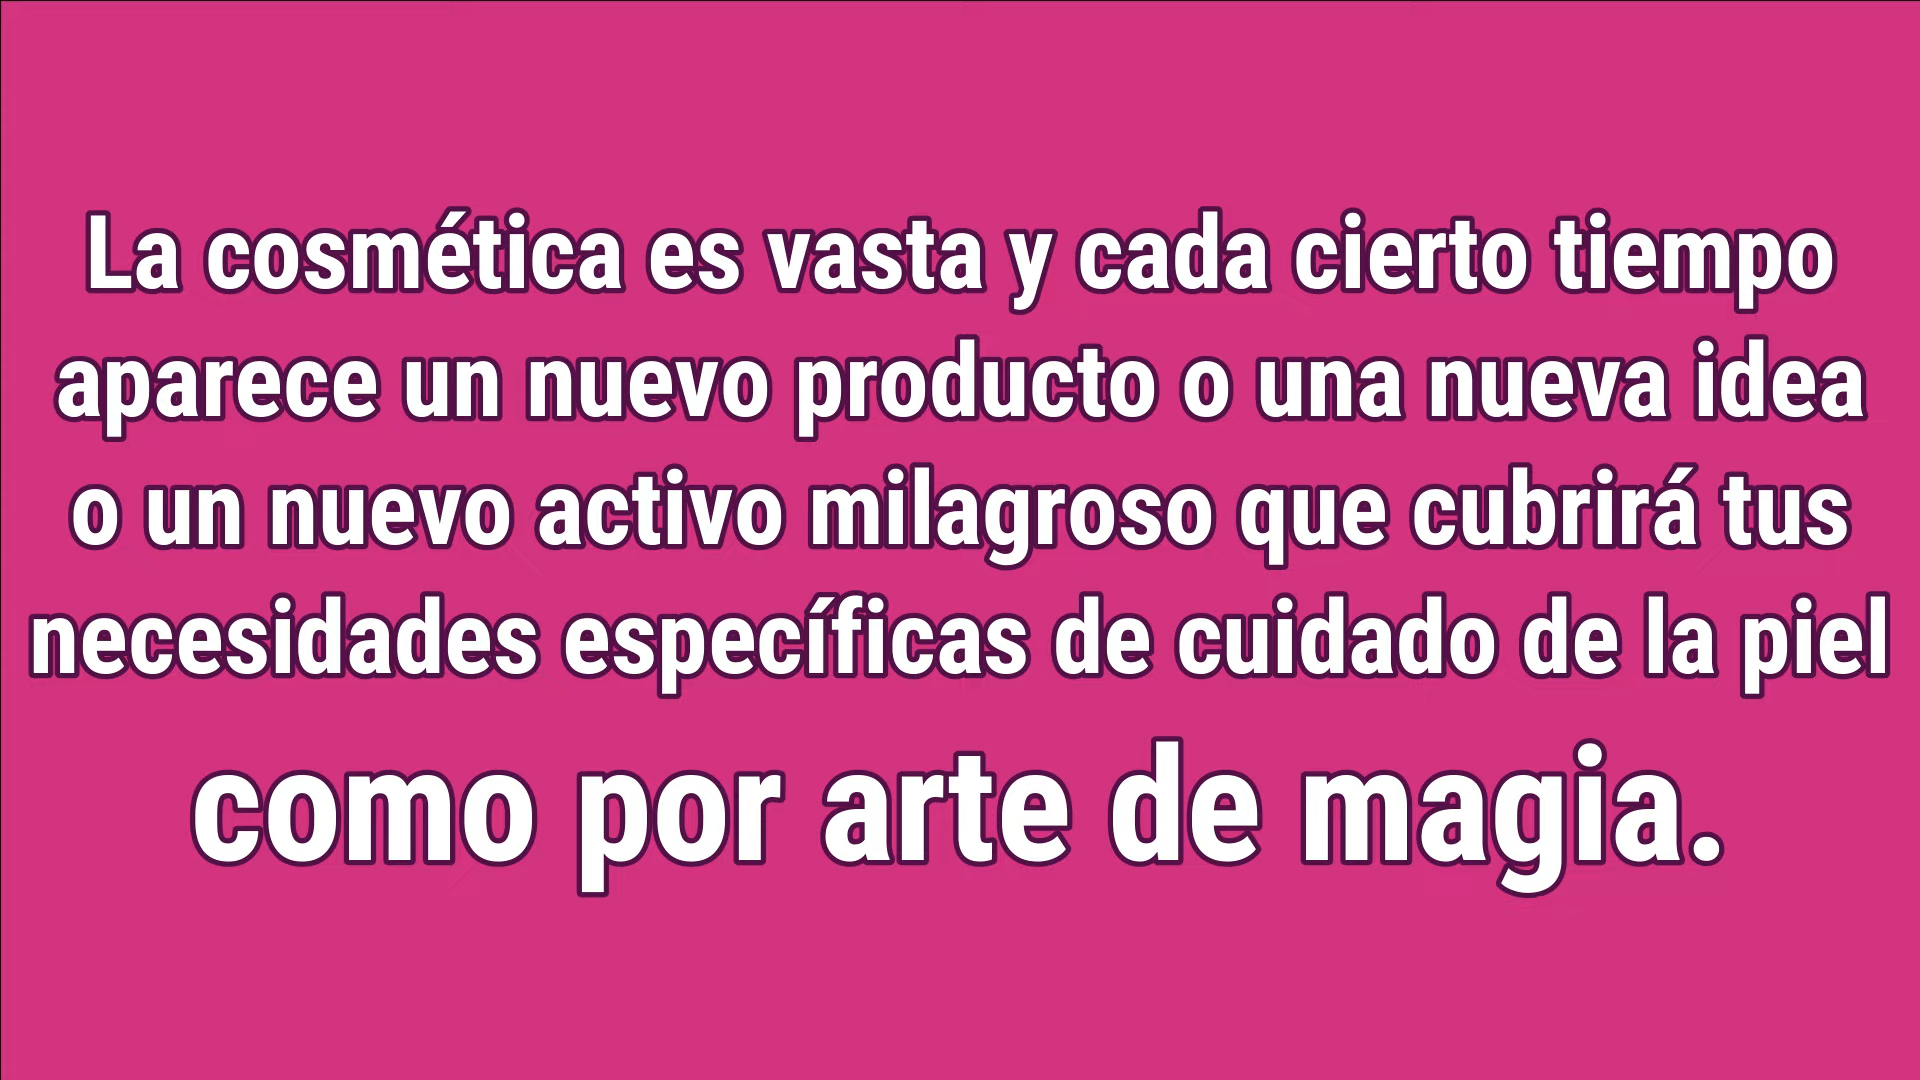 La cosmética es vasta y cada cierto tiempo
aparece un nuevo producto o una nueva idea
o un nuevo activo milagroso que cubrirá tus
necesidades específicas de cuidado de la piel
como por arte de magia.